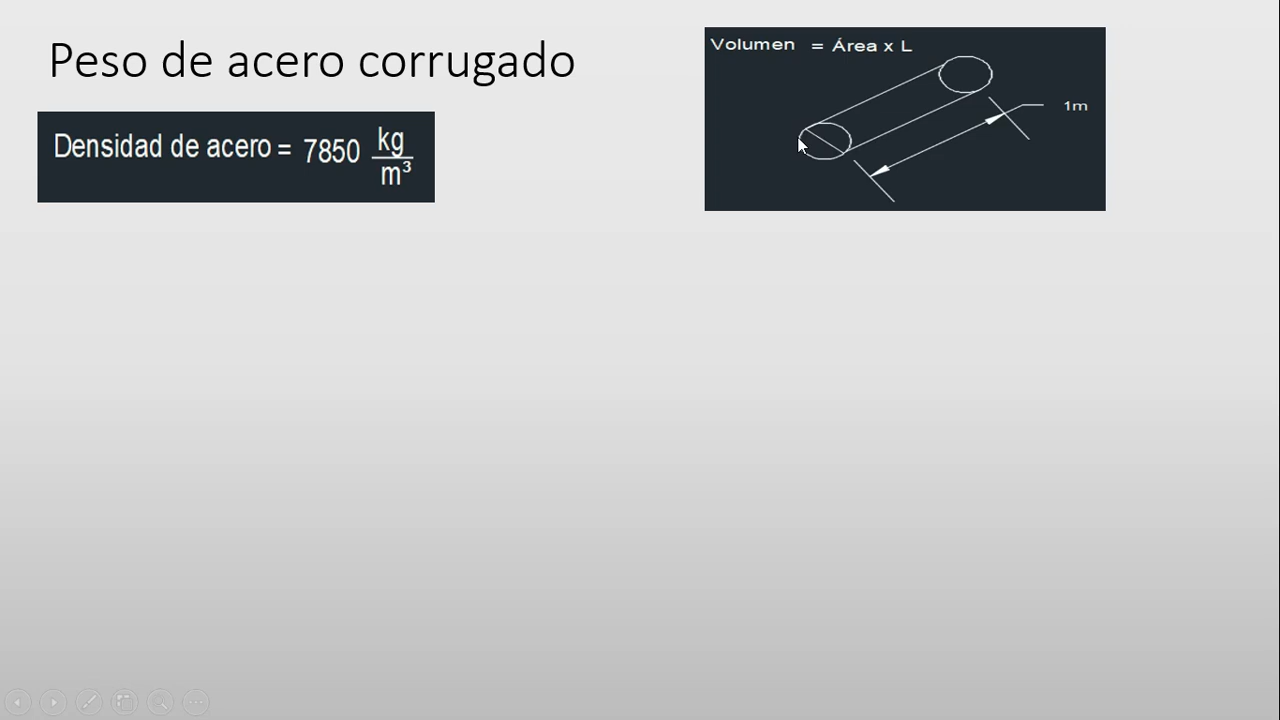 Peso de acero corrugado
Densidad de acero = 7850 kg
m³
Volumen = Área x L
1m